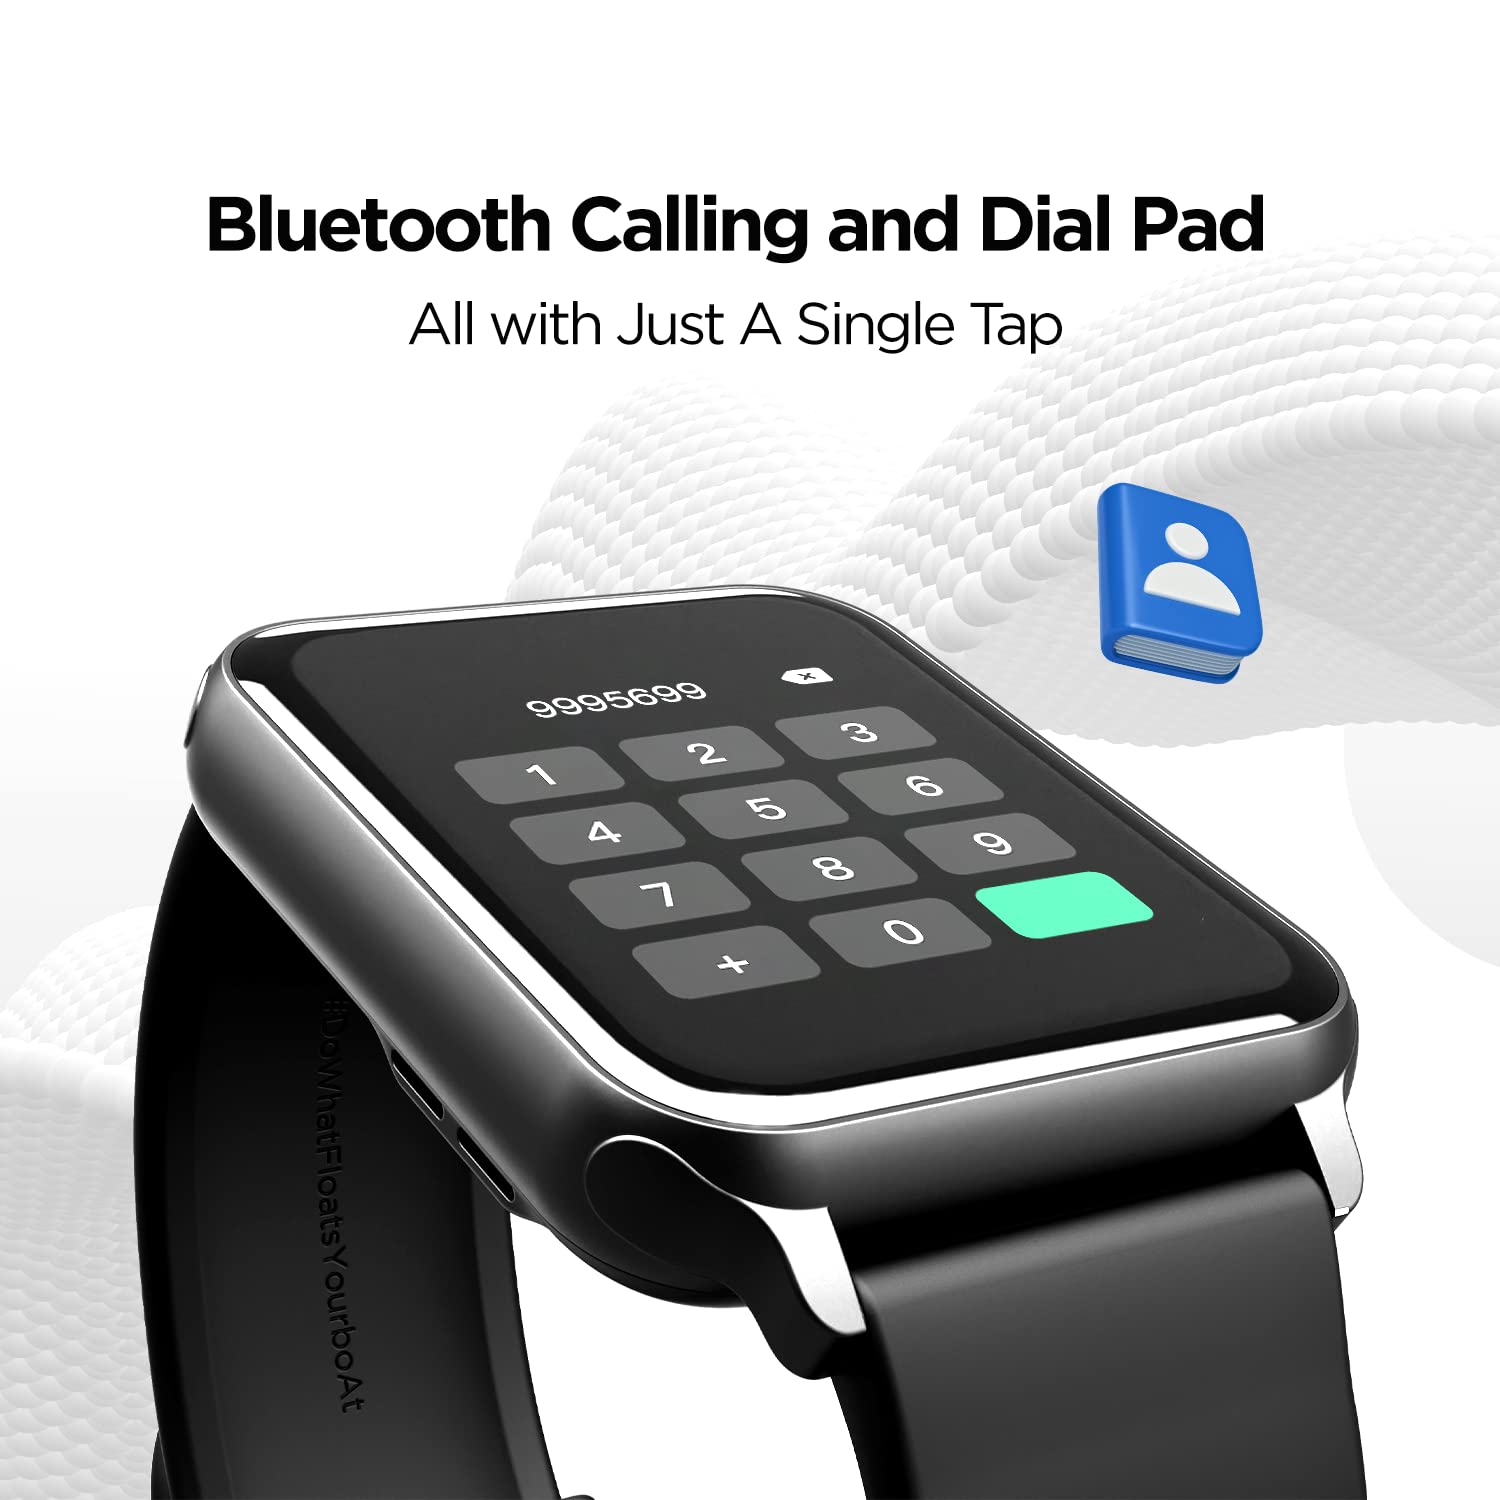 Bluetooth Calling and Dial Pad
All with Just A Single Tap
9995699
1 2 3
4 5 6
7 8 9
+ 0
#DoWhatFloatsYourboAt